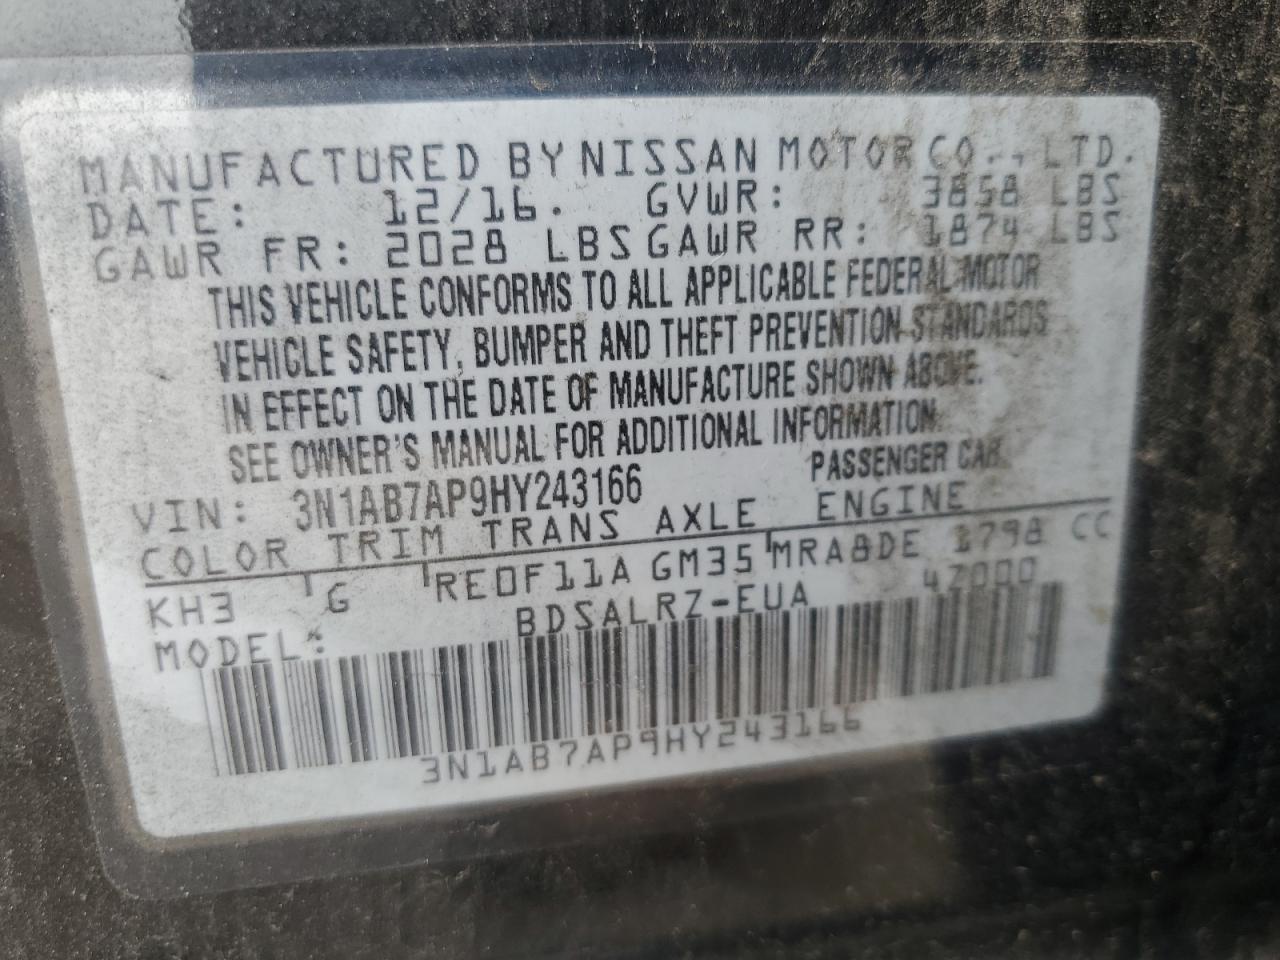 MANUFACTURED BY NISSAN MOTOR CO., LTD.
DATE: 12/16. GVWR: 3858 LBS
GAWR FR: 2028 LBS GAWR RR: 1874 LBS
THIS VEHICLE CONFORMS TO ALL APPLICABLE FEDERAL MOTOR
VEHICLE SAFETY, BUMPER AND THEFT PREVENTION STANDARDS
IN EFFECT ON THE DATE OF MANUFACTURE SHOWN ABOVE.
SEE OWNER'S MANUAL FOR ADDITIONAL INFORMATION.
VIN: 3N1AB7AP9HY243166 PASSENGER CAR
COLOR TRIM TRANS AXLE ENGINE
KH3 G RE0F11A GM35 MRA8DE 1798 CC
MODEL: BDSALRZ-EUA 47000
3N1AB7AP9HY243166